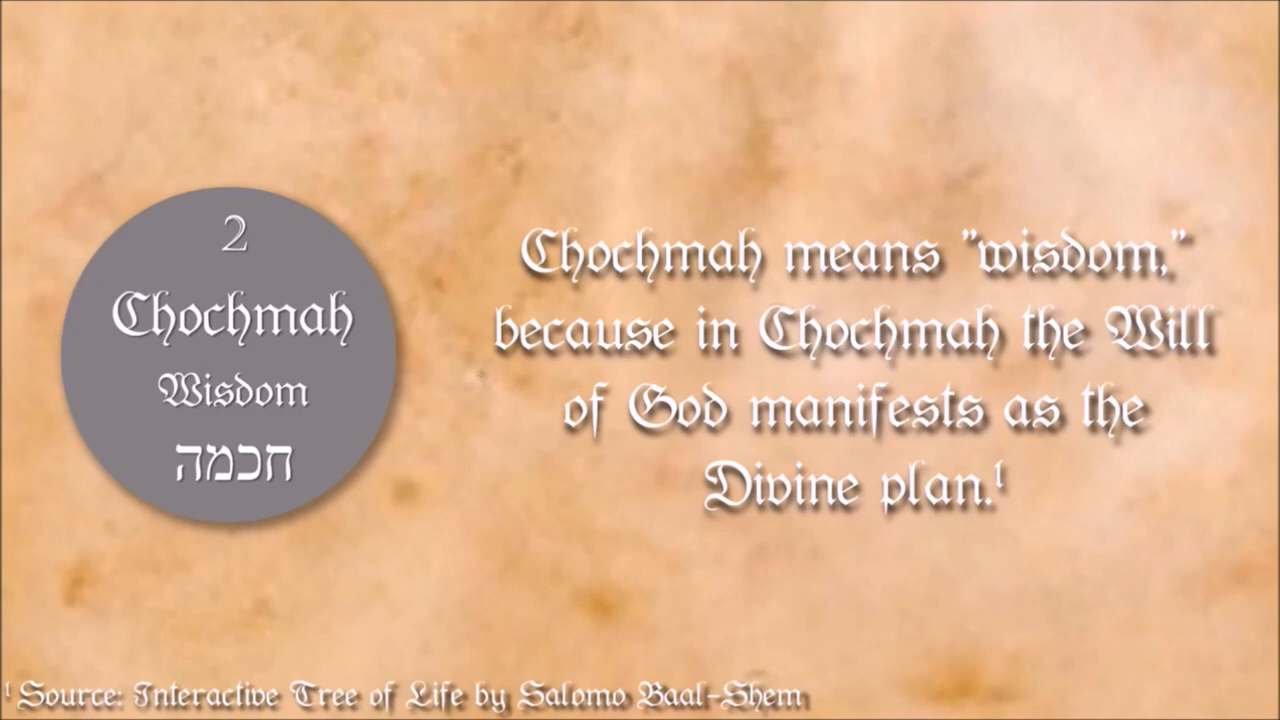 2
Chochmah
Wisdom
חכמה
Chochmah means "wisdom,"
because in Chochmah the Will
of God manifests as the
Divine plan.¹
¹ Source: Interactive Tree of Life by Salomo Baal-Shem